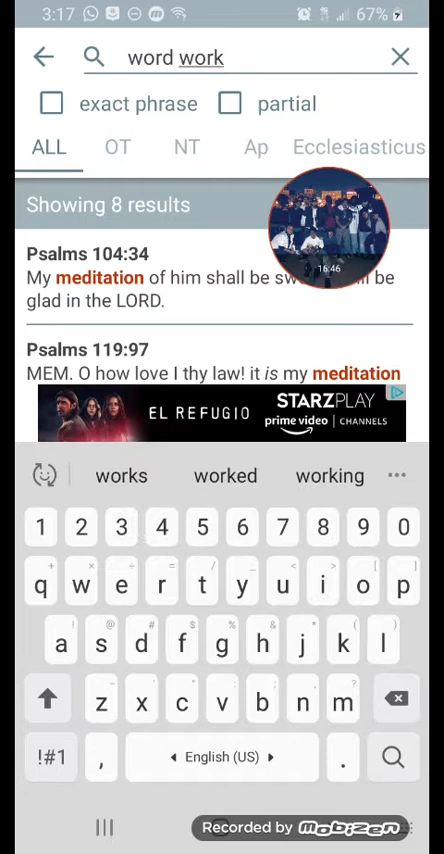 3:17 67%
word work
exact phrase partial
ALL OT NT Ap Ecclesiasticus
Showing 8 results
16:46
Psalms 104:34
My meditation of him shall be be
glad in the LORD.
Psalms 119:97
MEM. O how love I thy law! it is my meditation
EL REFUGIO STARZPLAY
prime video | CHANNELS
works worked working ...
1 2 3 4 5 6 7 8 9 0
q w e r t y u i o p
a s d f g h j k l
z x c v b n m
!#1 , English (US) .
Recorded by mobizen